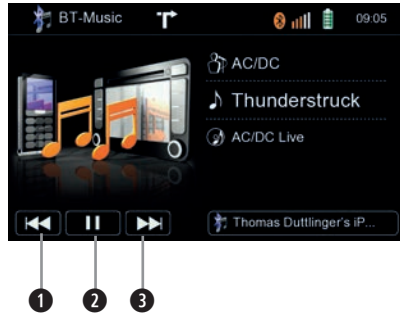 BT-Music 09:05
AC/DC
Thunderstruck
AC/DC Live
Thomas Duttlinger's iP...
1 2 3